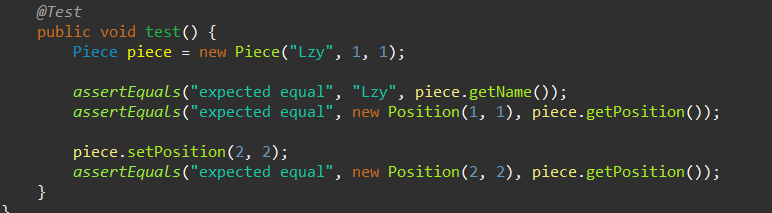 @Test
public void test() {
Piece piece = new Piece("Lzy", 1, 1);
assertEquals("expected equal", "Lzy", piece.getName());
assertEquals("expected equal", new Position(1, 1), piece.getPosition());
piece.setPosition(2, 2);
assertEquals("expected equal", new Position(2, 2), piece.getPosition());
}
}